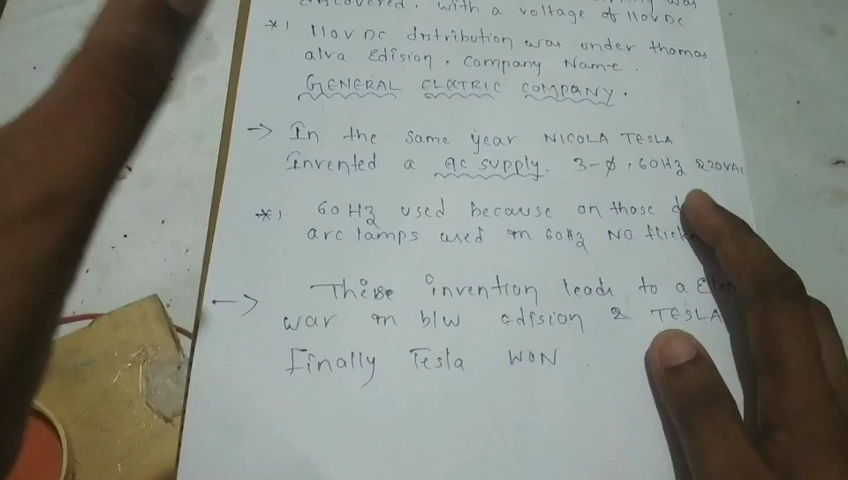 discovered. with a voltage of 110V DC
*) 110V DC distribution was under thomas
alva Edision. Company Name.
GENERAL ELECTRIC COMPANY.
→ In the same year NICOLA TESLA
Invented a ac supply. 3-Ø, 60Hz 220VAC
*) 60Hz used because on those
arc lamps used in 60Hz NO
→ These invention leads to a
war in b/w edision & TESLA
Finally Tesla WON